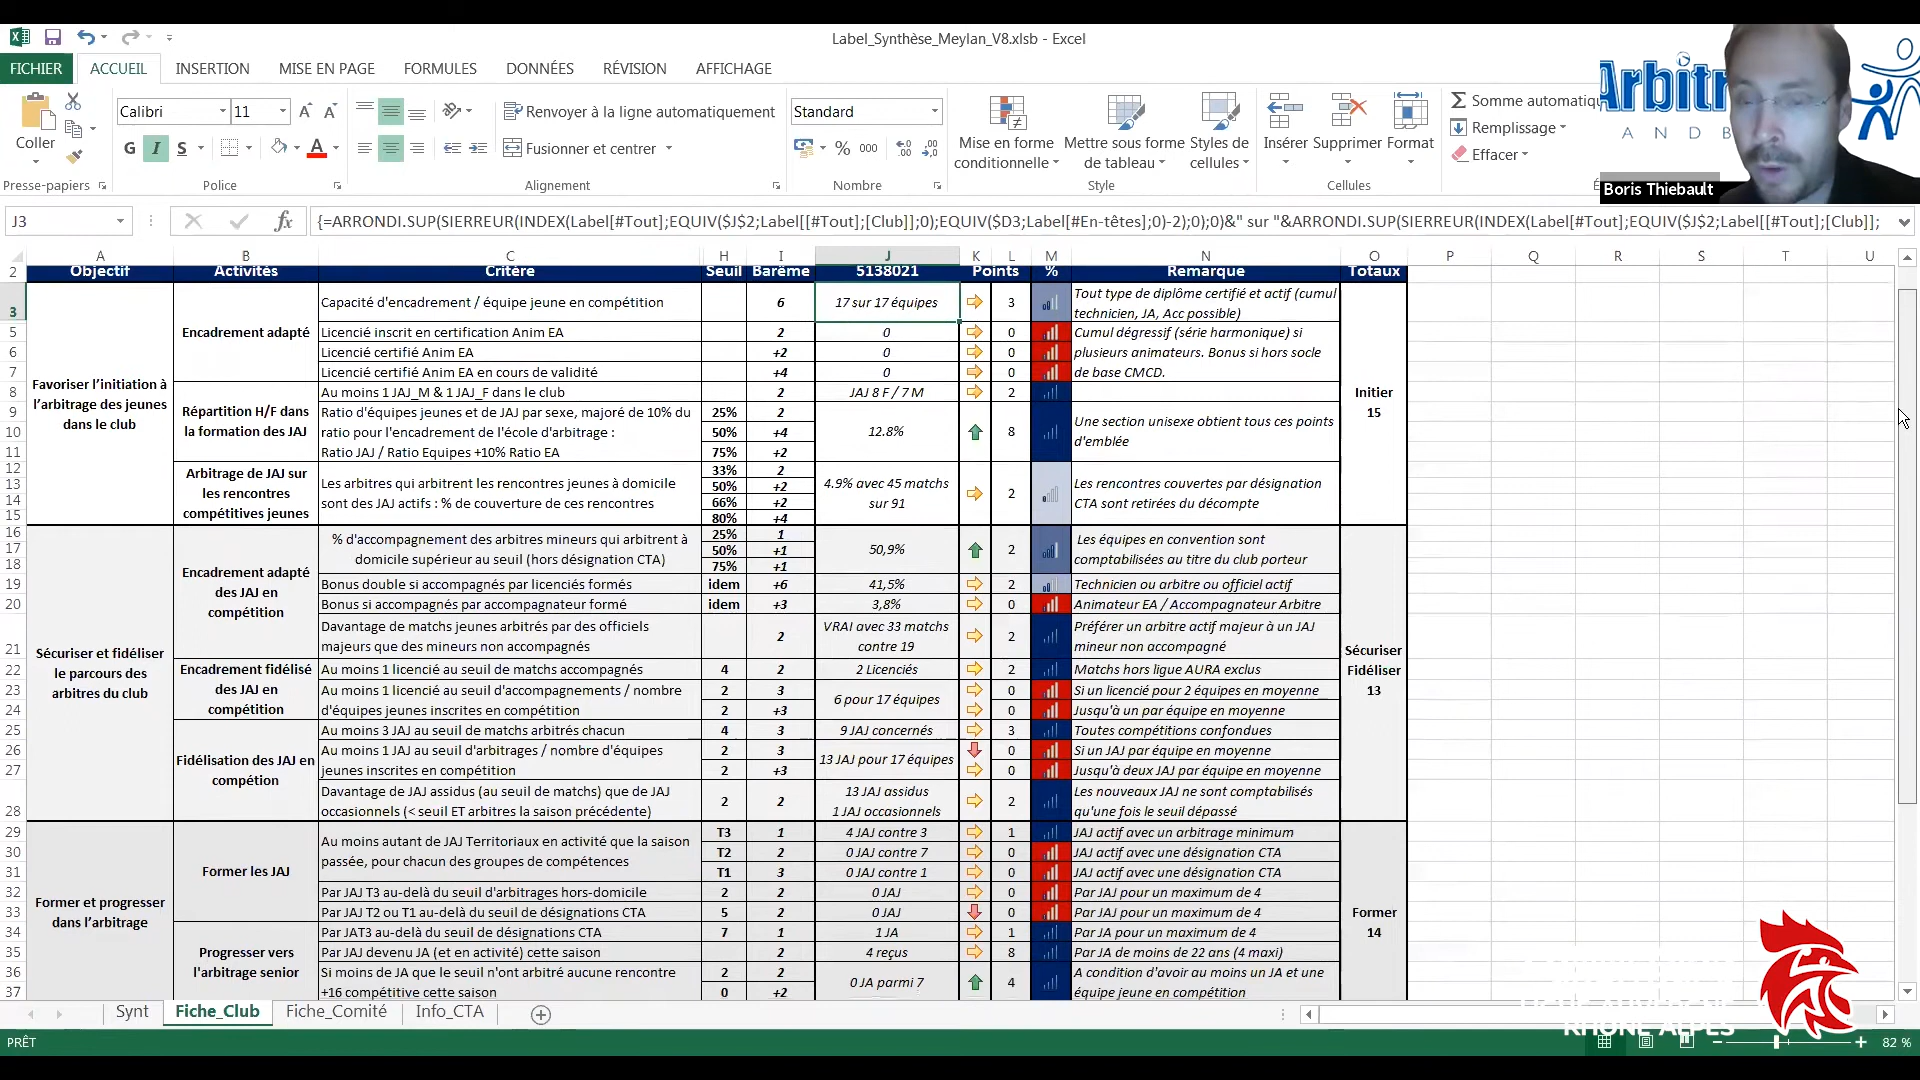 Label_Synthèse_Meylan_V8.xlsb - Excel
FICHIER ACCUEIL INSERTION MISE EN PAGE FORMULES DONNÉES RÉVISION AFFICHAGE
Coller
Calibri 11
Renvoyer à la ligne automatiquement
Standard
Mise en forme conditionnelle
Mettre sous forme de tableau
Styles de cellules
Insérer Supprimer Format
Somme automatiqu
Remplissage
Effacer
G I S
Fusionner et centrer
% 000
Presse-papiers Police Alignement Nombre Style Cellules
Arbitr
A N D B
Boris Thiebault
J3
{=ARRONDI.SUP(SIERREUR(INDEX(Label[#Tout];EQUIV($J$2;Label[[#Tout];[Club]];0);EQUIV($D3;Label[#En-têtes];0)-2);0);0)&" sur "&ARRONDI.SUP(SIERREUR(INDEX(Label[#Tout];EQUIV($J$2;Label[[#Tout];[Club]];
A B C H I J K L M N O P Q R S T U
2 Objectif Activités Critère Seuil Barème 5138021 Points % Remarque Totaux
Favoriser l'initiation à l'arbitrage des jeunes dans le club
Encadrement adapté
3 Capacité d'encadrement / équipe jeune en compétition 6 17 sur 17 équipes 3 Tout type de diplôme certifié et actif (cumul technicien, JA, Acc possible)
5 Licencié inscrit en certification Anim EA 2 0 0 Cumul dégressif (série harmonique) si
6 Licencié certifié Anim EA +2 0 0 plusieurs animateurs. Bonus si hors socle
7 Licencié certifié Anim EA en cours de validité +4 0 0 de base CMCD.
Initier
15
Répartition H/F dans la formation des JAJ
8 Au moins 1 JAJ_M & 1 JAJ_F dans le club 2 JAJ 8 F / 7 M 2
9 Ratio d'équipes jeunes et de JAJ par sexe, majoré de 10% du 25% 2
10 ratio pour l'encadrement de l'école d'arbitrage : 50% +4 12.8% 8 Une section unisexe obtient tous ces points d'emblée
11 Ratio JAJ / Ratio Equipes +10% Ratio EA 75% +2
Arbitrage de JAJ sur les rencontres compétitives jeunes
12 33% 2
13 Les arbitres qui arbitrent les rencontres jeunes à domicile 50% +2 4.9% avec 45 matchs sur 91 2 Les rencontres couvertes par désignation
14 sont des JAJ actifs : % de couverture de ces rencontres 66% +2 CTA sont retirées du décompte
15 80% +4
Sécuriser et fidéliser le parcours des arbitres du club
Encadrement adapté des JAJ en compétition
16 % d'accompagnement des arbitres mineurs qui arbitrent à 25% 1
17 domicile supérieur au seuil (hors désignation CTA) 50% +1 50,9% 2 Les équipes en convention sont comptabilisées au titre du club porteur
18 75% +1
19 Bonus double si accompagnés par licenciés formés idem +6 41,5% 2 Technicien ou arbitre ou officiel actif
20 Bonus si accompagnés par accompagnateur formé idem +3 3,8% 0 Animateur EA / Accompagnateur Arbitre
21 Davantage de matchs jeunes arbitrés par des officiels majeurs que des mineurs non accompagnés 2 VRAI avec 33 matchs contre 19 2 Préférer un arbitre actif majeur à un JAJ mineur non accompagné
Sécuriser
Fidéliser
13
Encadrement fidélisé des JAJ en compétition
22 Au moins 1 licencié au seuil de matchs accompagnés 4 2 2 Licenciés 2 Matchs hors ligue AURA exclus
23 Au moins 1 licencié au seuil d'accompagnements / nombre 2 3 6 pour 17 équipes 0 Si un licencié pour 2 équipes en moyenne
24 d'équipes jeunes inscrites en compétition 2 +3 0 Jusqu'à un par équipe en moyenne
Fidélisation des JAJ en compétion
25 Au moins 3 JAJ au seuil de matchs arbitrés chacun 4 3 9 JAJ concernés 3 Toutes compétitions confondues
26 Au moins 1 JAJ au seuil d'arbitrages / nombre d'équipes 2 3 13 JAJ pour 17 équipes 0 Si un JAJ par équipe en moyenne
27 jeunes inscrites en compétition 2 +3 0 Jusqu'à deux JAJ par équipe en moyenne
28 Davantage de JAJ assidus (au seuil de matchs) que de JAJ occasionnels (< seuil ET arbitres la saison précédente) 2 2 13 JAJ assidus 1 JAJ occasionnels 2 Les nouveaux JAJ ne sont comptabilisés qu'une fois le seuil dépassé
Former et progresser dans l'arbitrage
Former les JAJ
29 Au moins autant de JAJ Territoriaux en activité que la saison T3 1 4 JAJ contre 3 1 JAJ actif avec un arbitrage minimum
30 passée, pour chacun des groupes de compétences T2 2 0 JAJ contre 7 0 JAJ actif avec une désignation CTA
31 T1 3 0 JAJ contre 1 0 JAJ actif avec une désignation CTA
32 Par JAJ T3 au-delà du seuil d'arbitrages hors-domicile 2 2 0 JAJ 0 Par JAJ pour un maximum de 4
33 Par JAJ T2 ou T1 au-delà du seuil de désignations CTA 5 2 0 JAJ 0 Par JAJ pour un maximum de 4
Former
14
Progresser vers l'arbitrage senior
34 Par JAT3 au-delà du seuil de désignations CTA 7 1 1 JA 1 Par JA pour un maximum de 4
35 Par JAJ devenu JA (et en activité) cette saison 2 4 reçus 8 Par JA de moins de 22 ans (4 maxi)
36 Si moins de JA que le seuil n'ont arbitré aucune rencontre 2 2 0 JA parmi 7 4 A condition d'avoir au moins un JA et une
37 +16 compétitive cette saison 0 +2 équipe jeune en compétition
Synt Fiche_Club Fiche_Comité Info_CTA
RHÔNE-ALPES
PRÊT 82 %